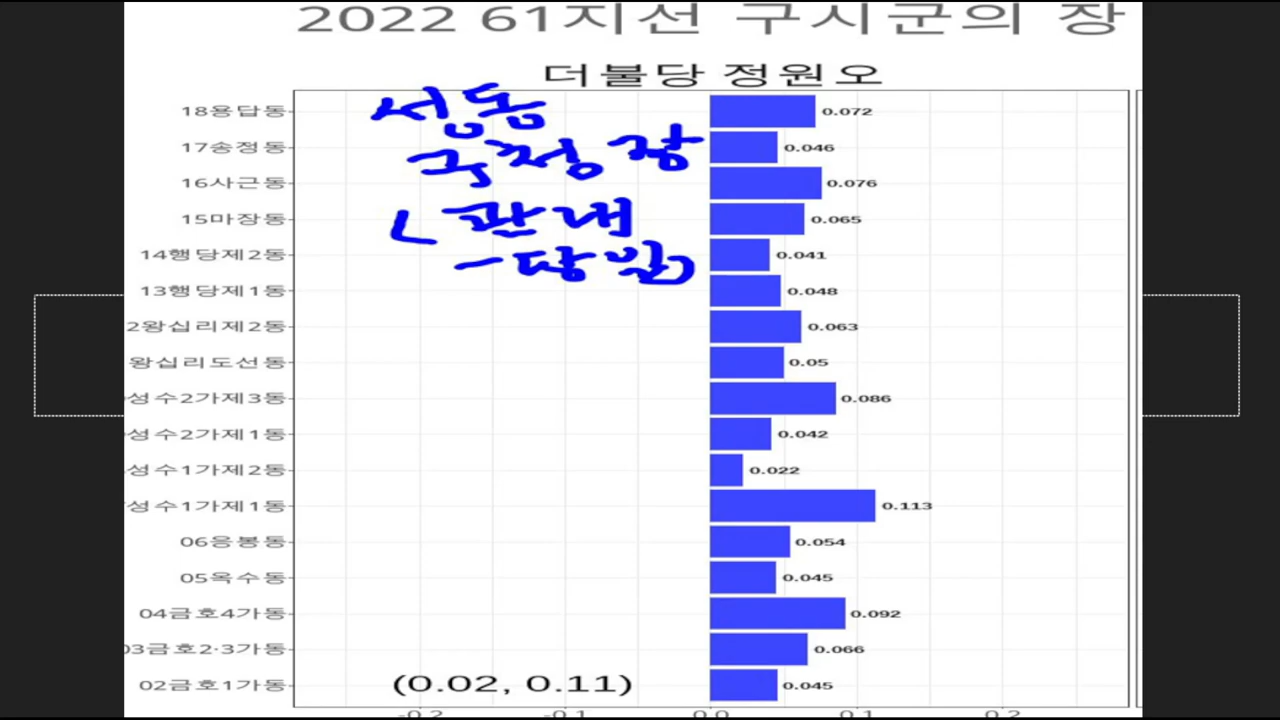 2022 61지선 구시군의 장
더불당 정원오
성동
구청장
(관내
-당일)
18용답동 0.072
17송정동 0.046
16사근동 0.076
15마장동 0.065
14행당제2동 0.041
13행당제1동 0.048
2왕십리제2동 0.063
왕십리도선동 0.05
성수2가제3동 0.086
성수2가제1동 0.042
성수1가제2동 0.022
성수1가제1동 0.113
06응봉동 0.054
05옥수동 0.045
04금호4가동 0.092
03금호2·3가동 0.066
02금호1가동 0.045
(0.02, 0.11)
-0.2 -0.1 0.0 0.1 0.2